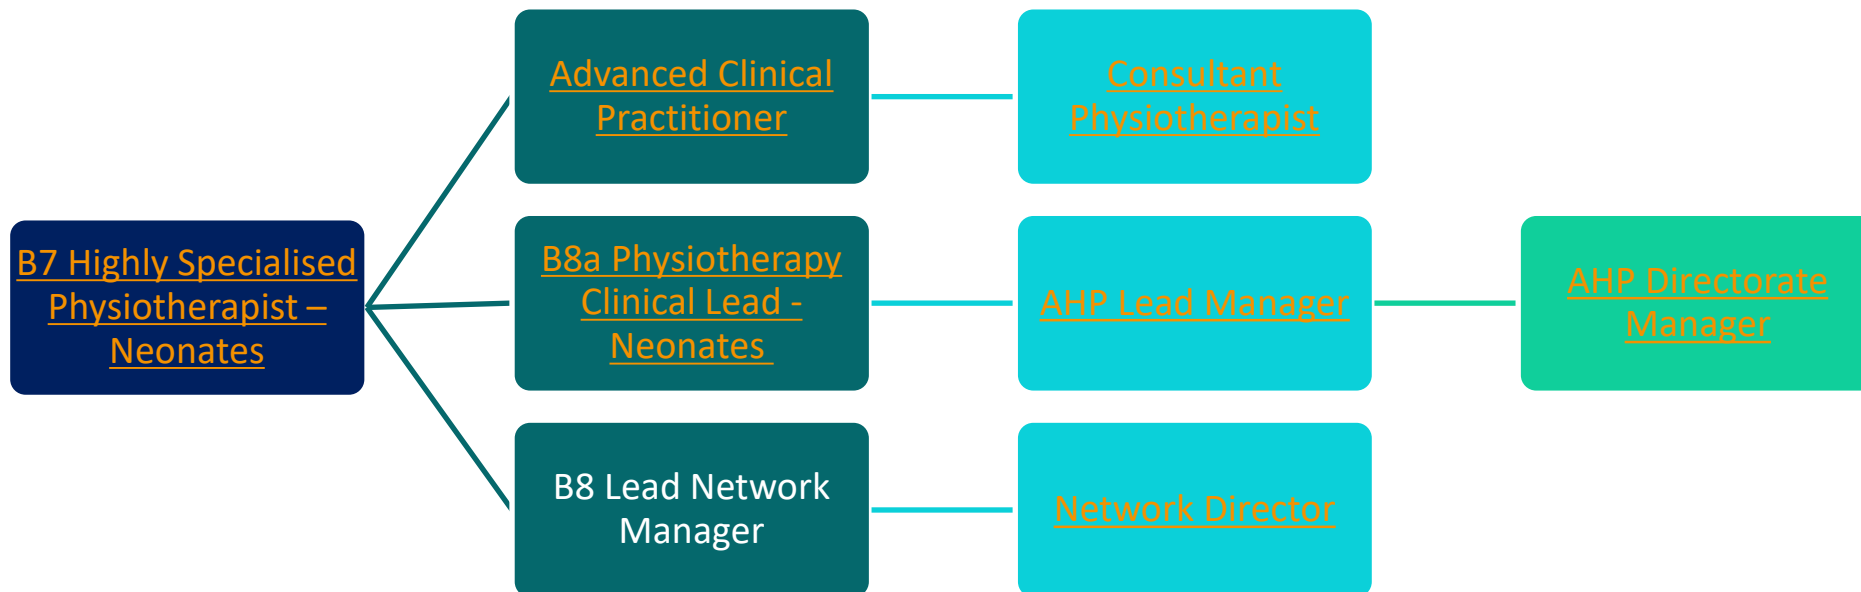 B7 Highly Specialised
Physiotherapist –
Neonates
Advanced Clinical
Practitioner
Consultant
Physiotherapist
B8a Physiotherapy
Clinical Lead -
Neonates
AHP Lead Manager
AHP Directorate
Manager
B8 Lead Network
Manager
Network Director